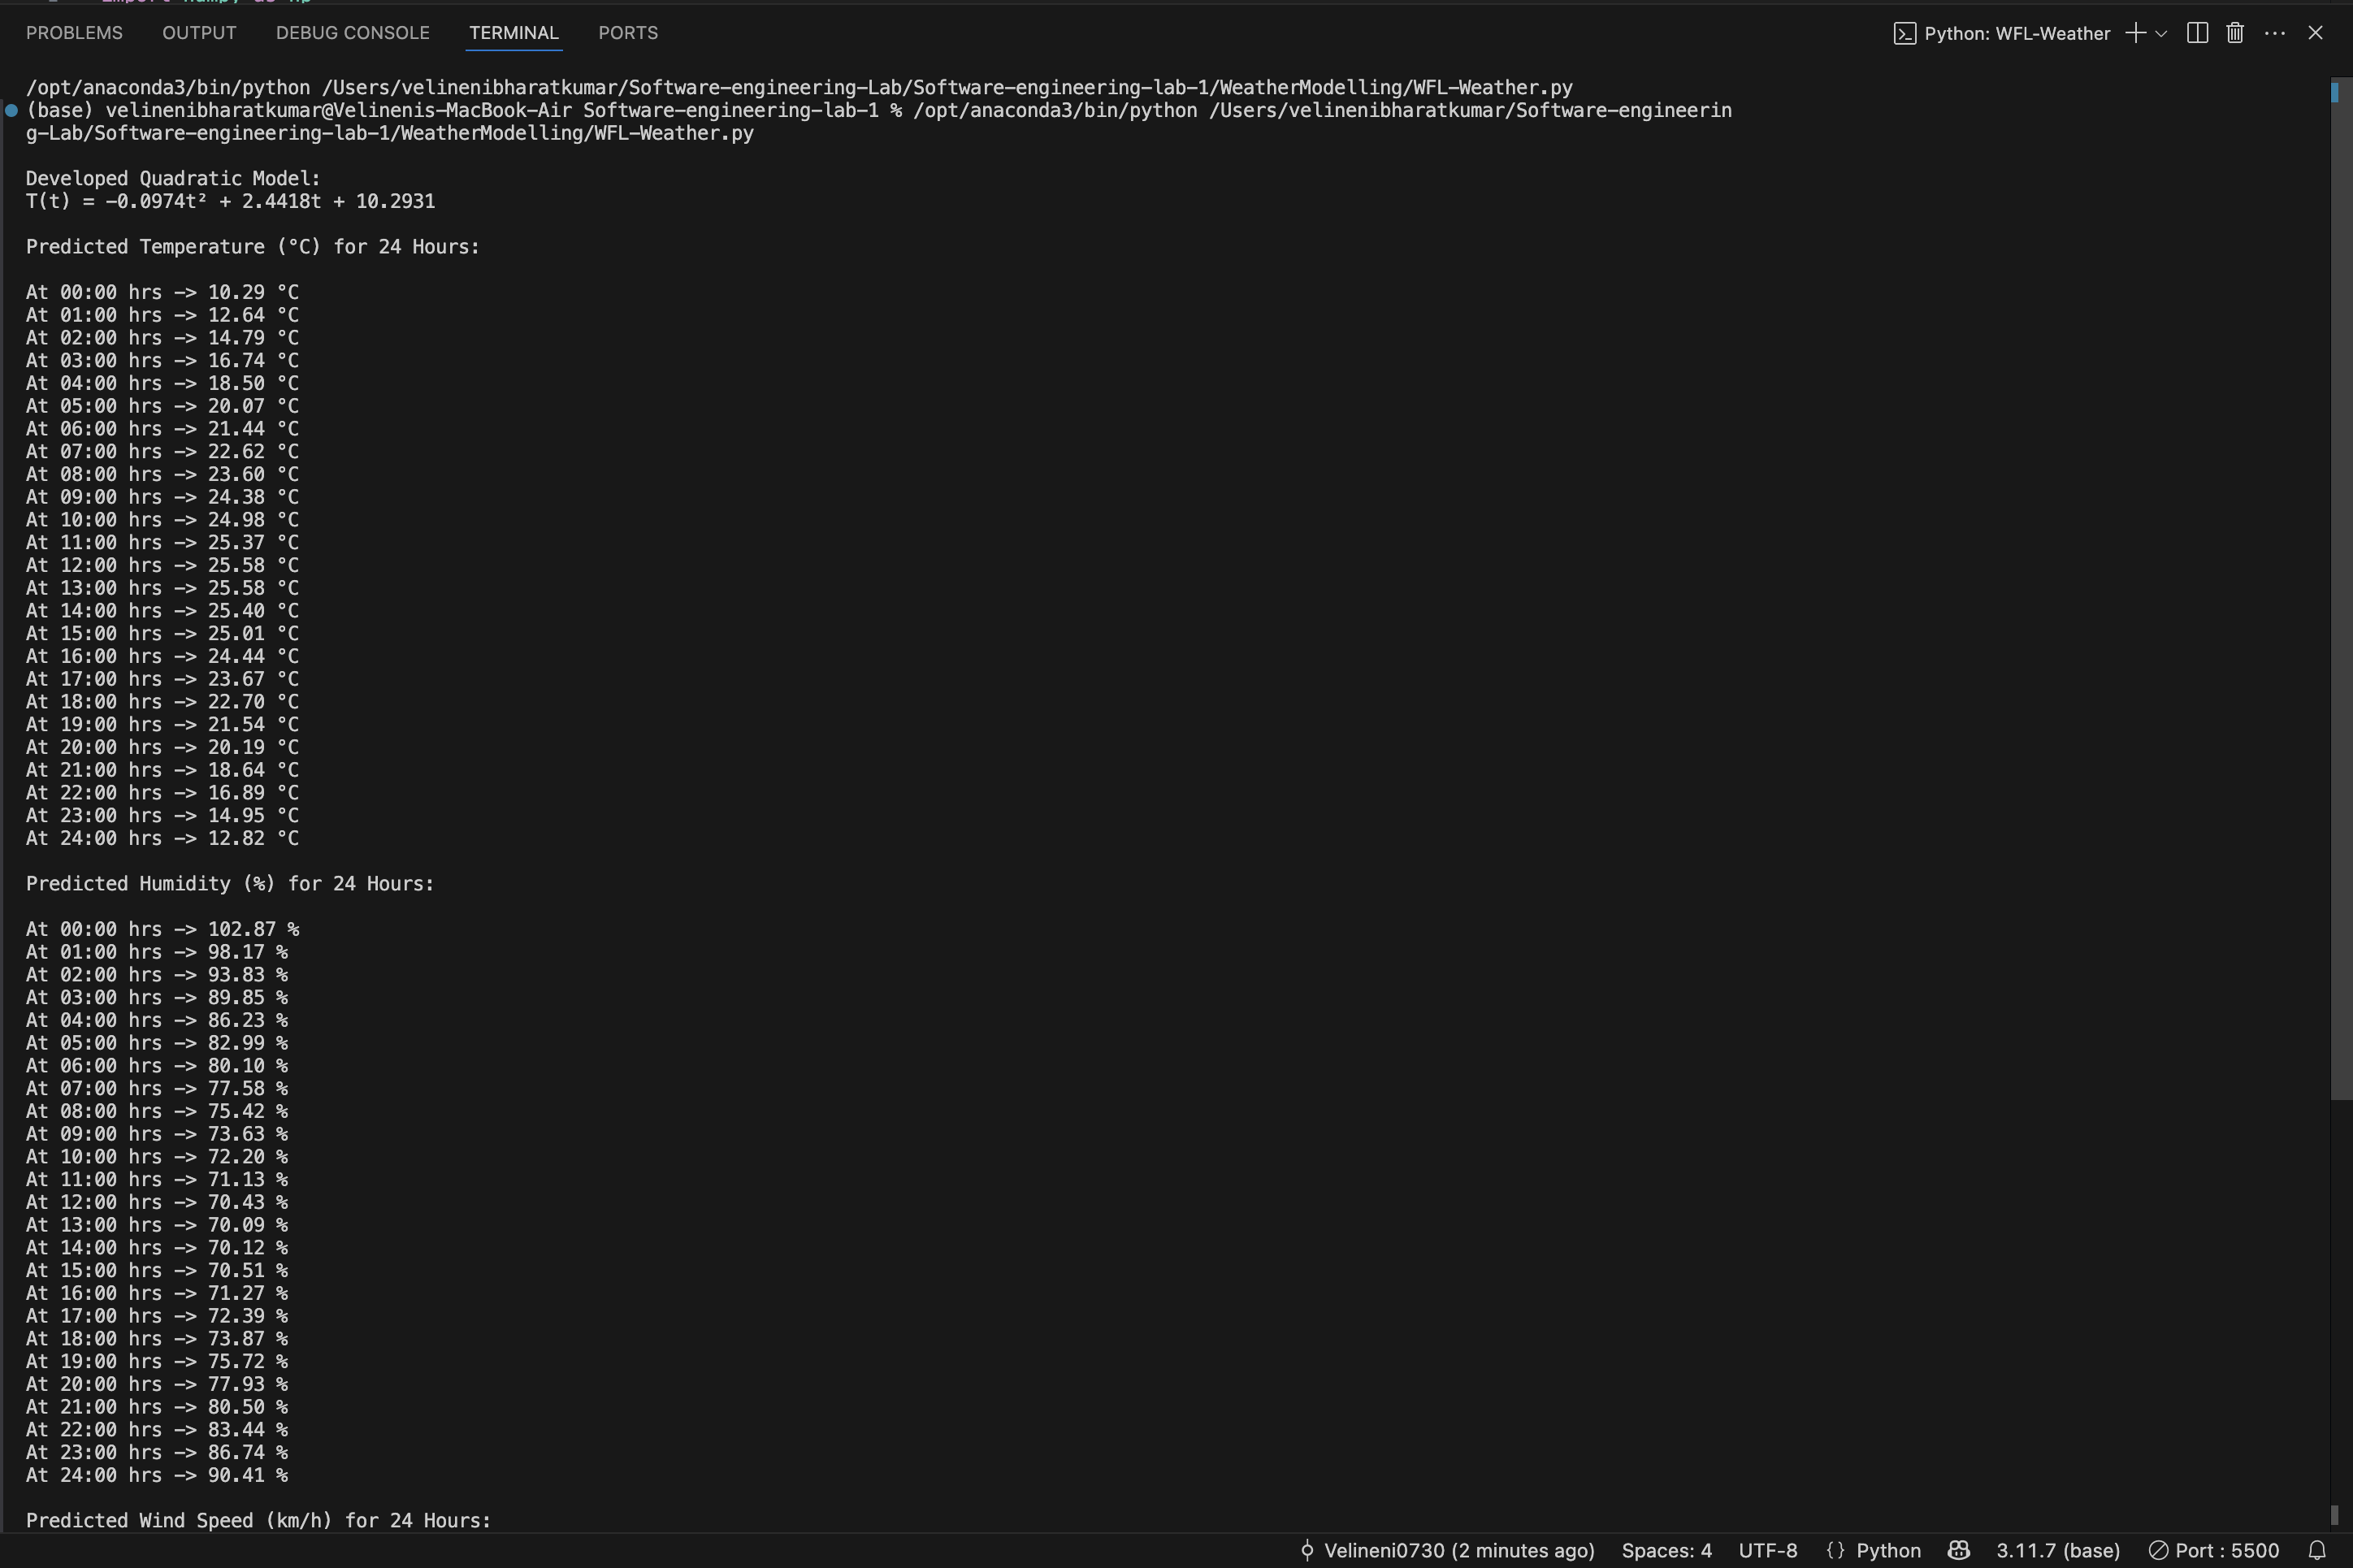 PROBLEMS OUTPUT DEBUG CONSOLE TERMINAL PORTS Python: WFL-Weather
/opt/anaconda3/bin/python /Users/velinenibharatkumar/Software-engineering-Lab/Software-engineering-lab-1/WeatherModelling/WFL-Weather.py
(base) velinenibharatkumar@Velinenis-MacBook-Air Software-engineering-lab-1 % /opt/anaconda3/bin/python /Users/velinenibharatkumar/Software-engineerin
g-Lab/Software-engineering-lab-1/WeatherModelling/WFL-Weather.py
Developed Quadratic Model:
T(t) = -0.0974t² + 2.4418t + 10.2931
Predicted Temperature (°C) for 24 Hours:
At 00:00 hrs -> 10.29 °C
At 01:00 hrs -> 12.64 °C
At 02:00 hrs -> 14.79 °C
At 03:00 hrs -> 16.74 °C
At 04:00 hrs -> 18.50 °C
At 05:00 hrs -> 20.07 °C
At 06:00 hrs -> 21.44 °C
At 07:00 hrs -> 22.62 °C
At 08:00 hrs -> 23.60 °C
At 09:00 hrs -> 24.38 °C
At 10:00 hrs -> 24.98 °C
At 11:00 hrs -> 25.37 °C
At 12:00 hrs -> 25.58 °C
At 13:00 hrs -> 25.58 °C
At 14:00 hrs -> 25.40 °C
At 15:00 hrs -> 25.01 °C
At 16:00 hrs -> 24.44 °C
At 17:00 hrs -> 23.67 °C
At 18:00 hrs -> 22.70 °C
At 19:00 hrs -> 21.54 °C
At 20:00 hrs -> 20.19 °C
At 21:00 hrs -> 18.64 °C
At 22:00 hrs -> 16.89 °C
At 23:00 hrs -> 14.95 °C
At 24:00 hrs -> 12.82 °C
Predicted Humidity (%) for 24 Hours:
At 00:00 hrs -> 102.87 %
At 01:00 hrs -> 98.17 %
At 02:00 hrs -> 93.83 %
At 03:00 hrs -> 89.85 %
At 04:00 hrs -> 86.23 %
At 05:00 hrs -> 82.99 %
At 06:00 hrs -> 80.10 %
At 07:00 hrs -> 77.58 %
At 08:00 hrs -> 75.42 %
At 09:00 hrs -> 73.63 %
At 10:00 hrs -> 72.20 %
At 11:00 hrs -> 71.13 %
At 12:00 hrs -> 70.43 %
At 13:00 hrs -> 70.09 %
At 14:00 hrs -> 70.12 %
At 15:00 hrs -> 70.51 %
At 16:00 hrs -> 71.27 %
At 17:00 hrs -> 72.39 %
At 18:00 hrs -> 73.87 %
At 19:00 hrs -> 75.72 %
At 20:00 hrs -> 77.93 %
At 21:00 hrs -> 80.50 %
At 22:00 hrs -> 83.44 %
At 23:00 hrs -> 86.74 %
At 24:00 hrs -> 90.41 %
Predicted Wind Speed (km/h) for 24 Hours:
Velineni0730 (2 minutes ago) Spaces: 4 UTF-8 {} Python 3.11.7 (base) Port : 5500